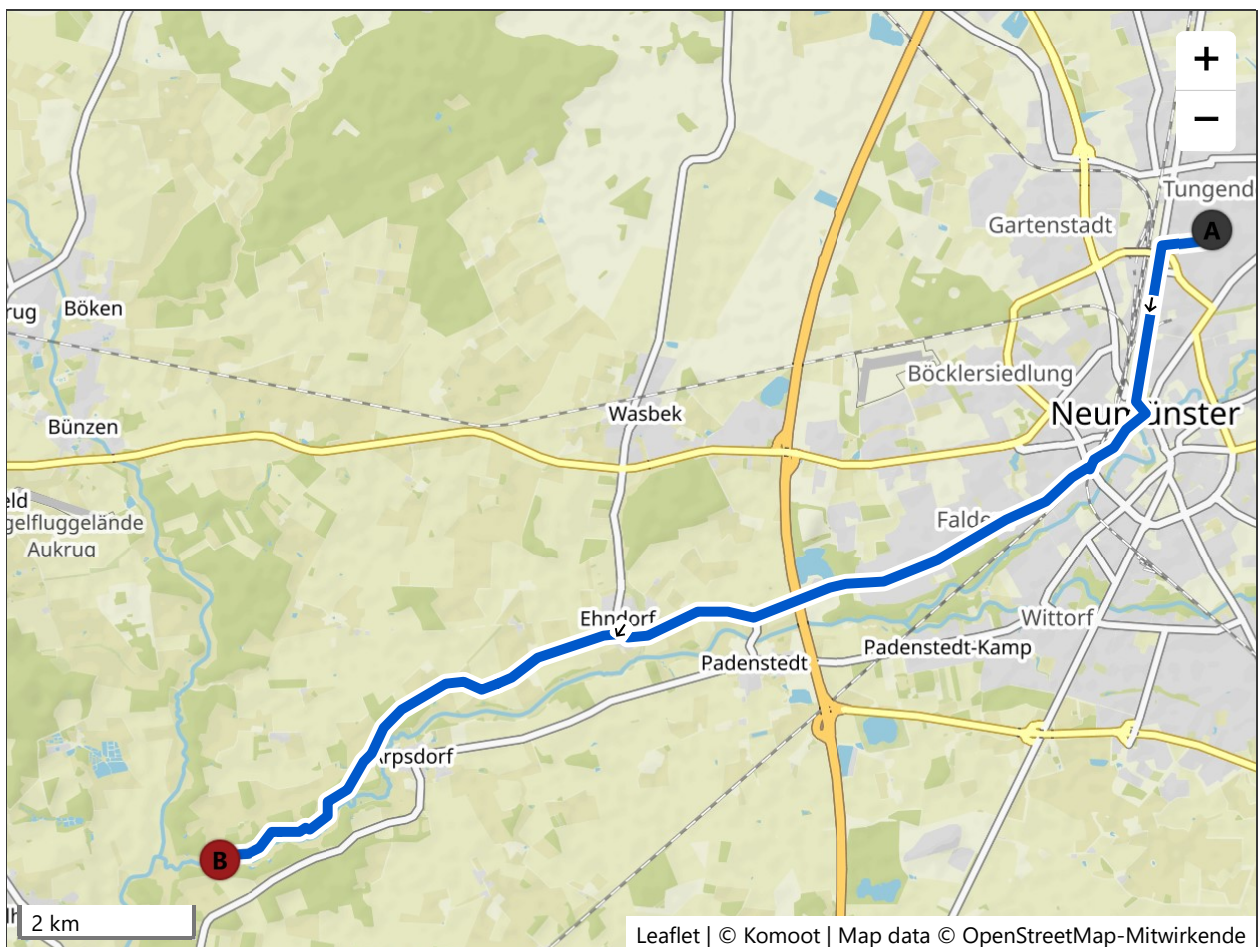 +
−
Tungend
A
Gartenstadt
rug
Böken
Böcklersiedlung
Wasbek
Neumünster
Bünzen
eld
gelfluggelände
Aukrug
Falde
Ehndorf
Wittorf
Padenstedt-Kamp
Padenstedt
Arpsdorf
B
2 km
Leaflet | © Komoot | Map data © OpenStreetMap-Mitwirkende